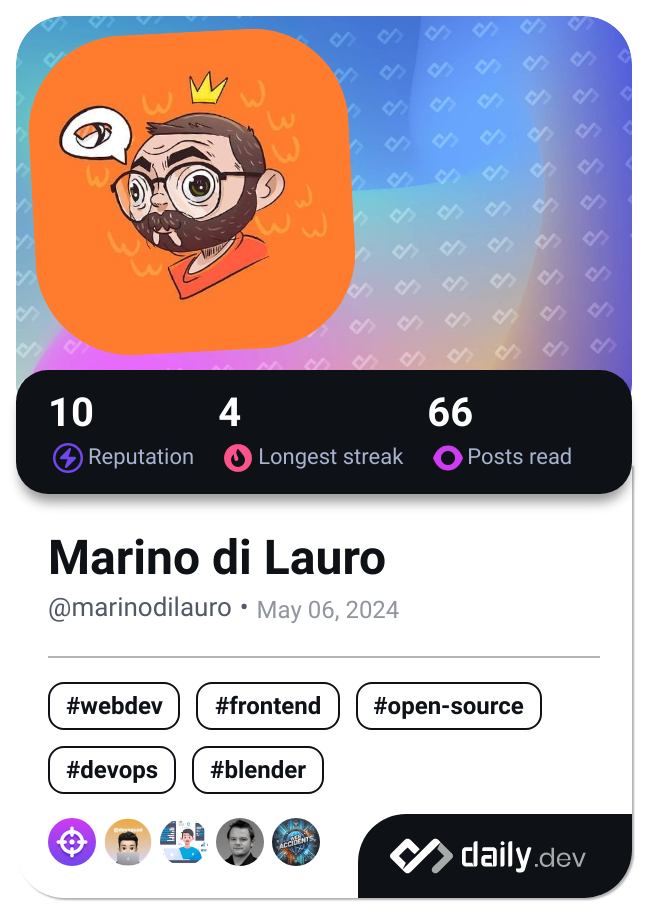 10 4 66
Reputation Longest streak Posts read
Marino di Lauro
@marinodilauro • May 06, 2024
#webdev #frontend #open-source
#devops #blender
daily.dev